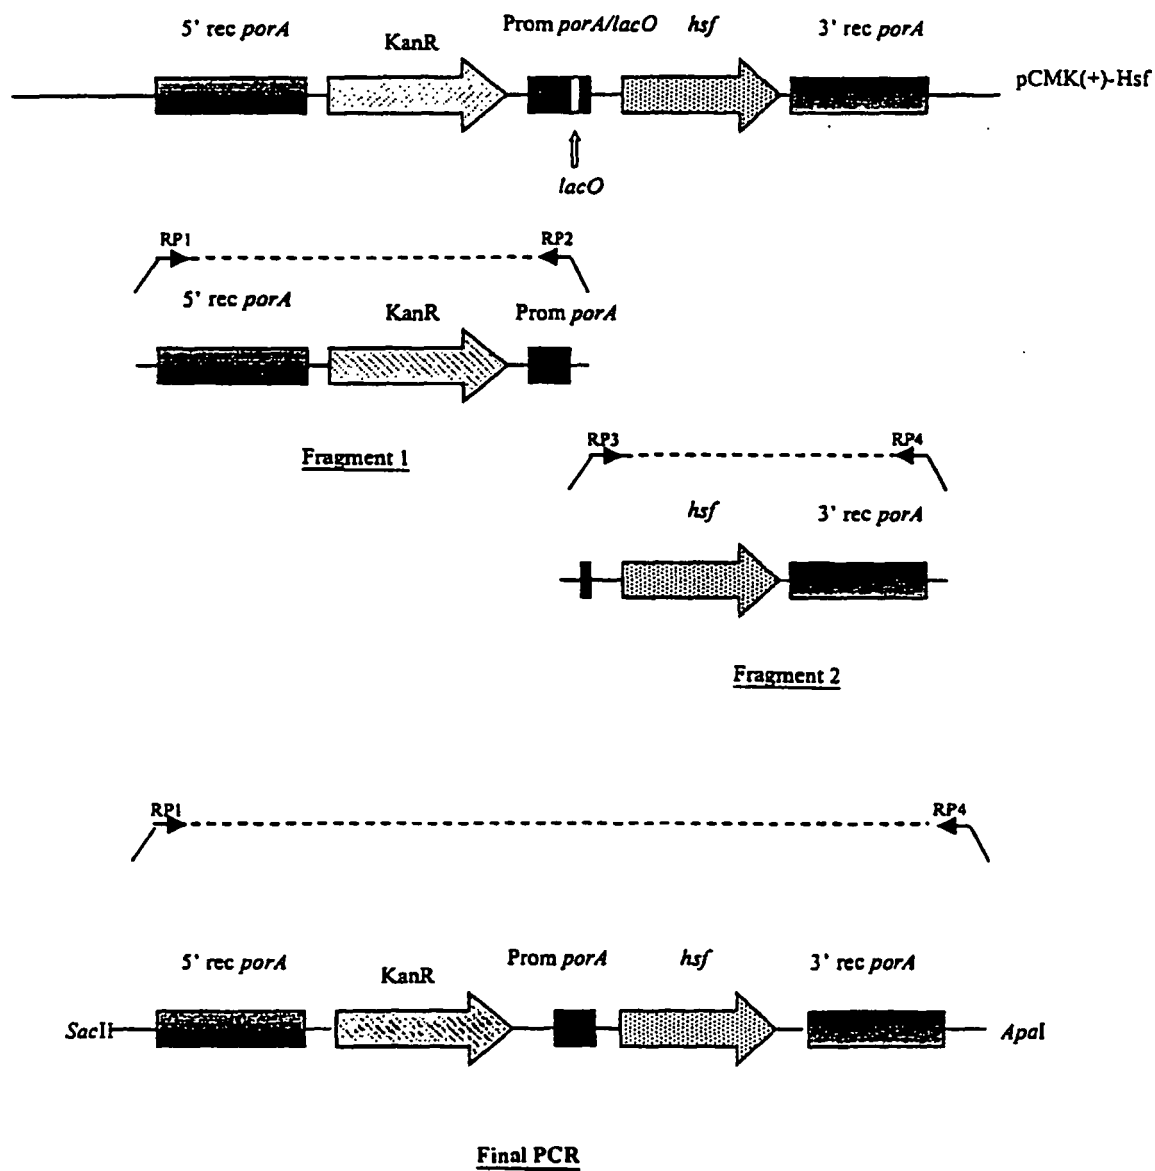 5' rec porA
KanR
Prom porA/lacO
hsf
3' rec porA
pCMK(+)-Hsf
lacO
RP1
RP2
5' rec porA
KanR
Prom porA
Fragment 1
RP3
RP4
hsf
3' rec porA
Fragment 2
RP1
RP4
5' rec porA
KanR
Prom porA
hsf
3' rec porA
SacII
ApaI
Final PCR